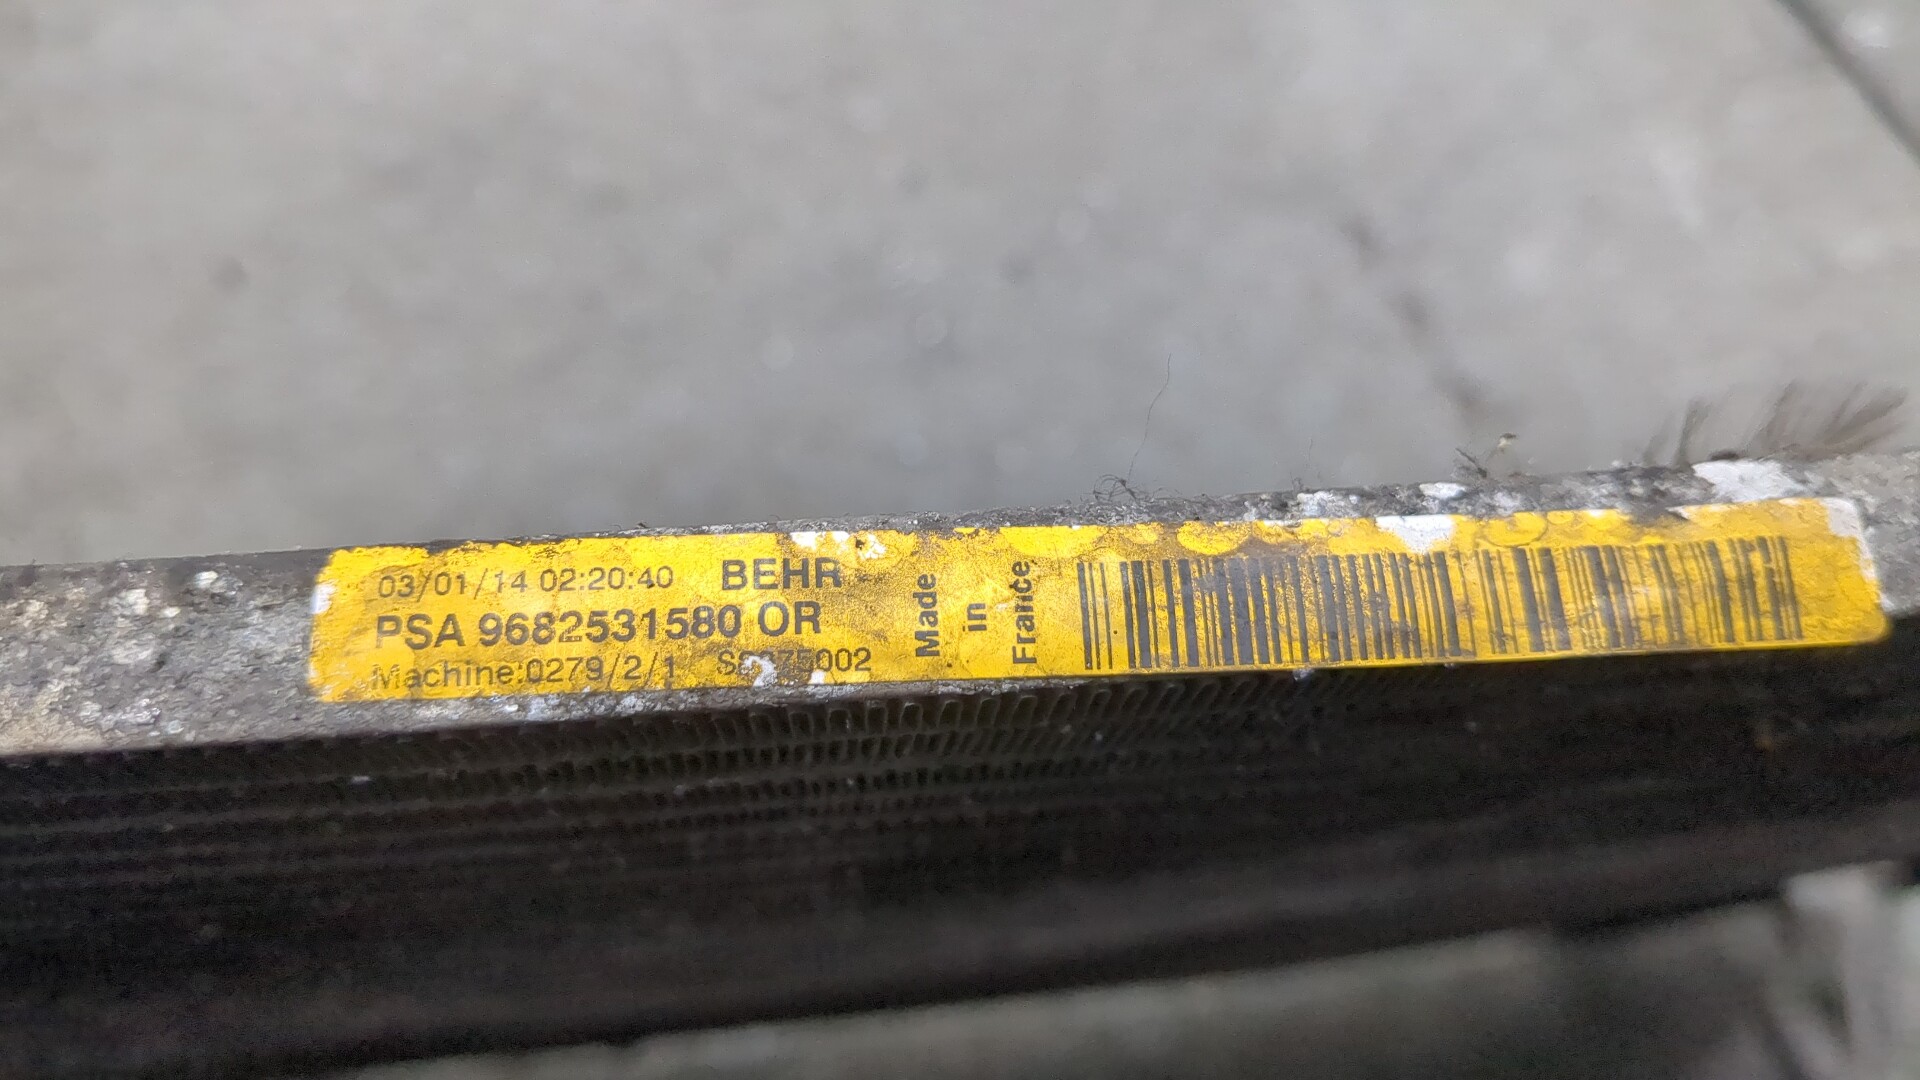 03/01/14 02:20:40 BEHR
PSA 9682531580 OR
Machine:0279/2/1
Made
in
France